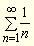 ∞
∑ 1/n
n=1